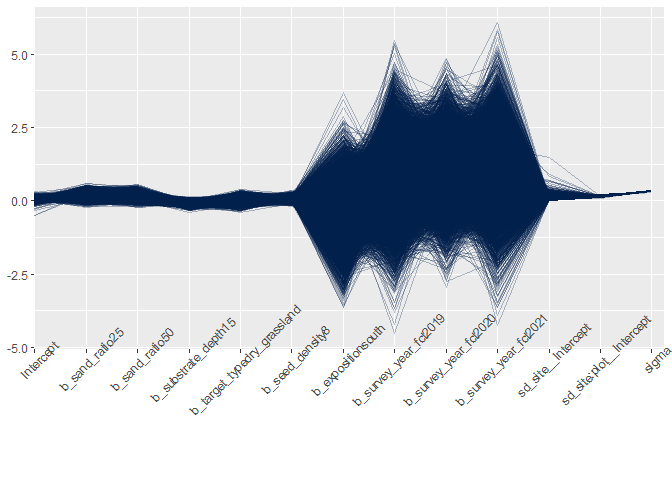 5.0
2.5
0.0
-2.5
-5.0
Intercept
b_sand_ratio25
b_sand_ratio50
b_substrate_depth15
b_target_typedry_grassland
b_seed_density8
b_expositionsouth
b_survey_year_fct2019
b_survey_year_fct2020
b_survey_year_fct2021
sd_site__Intercept
sd_site:plot__Intercept
sigma